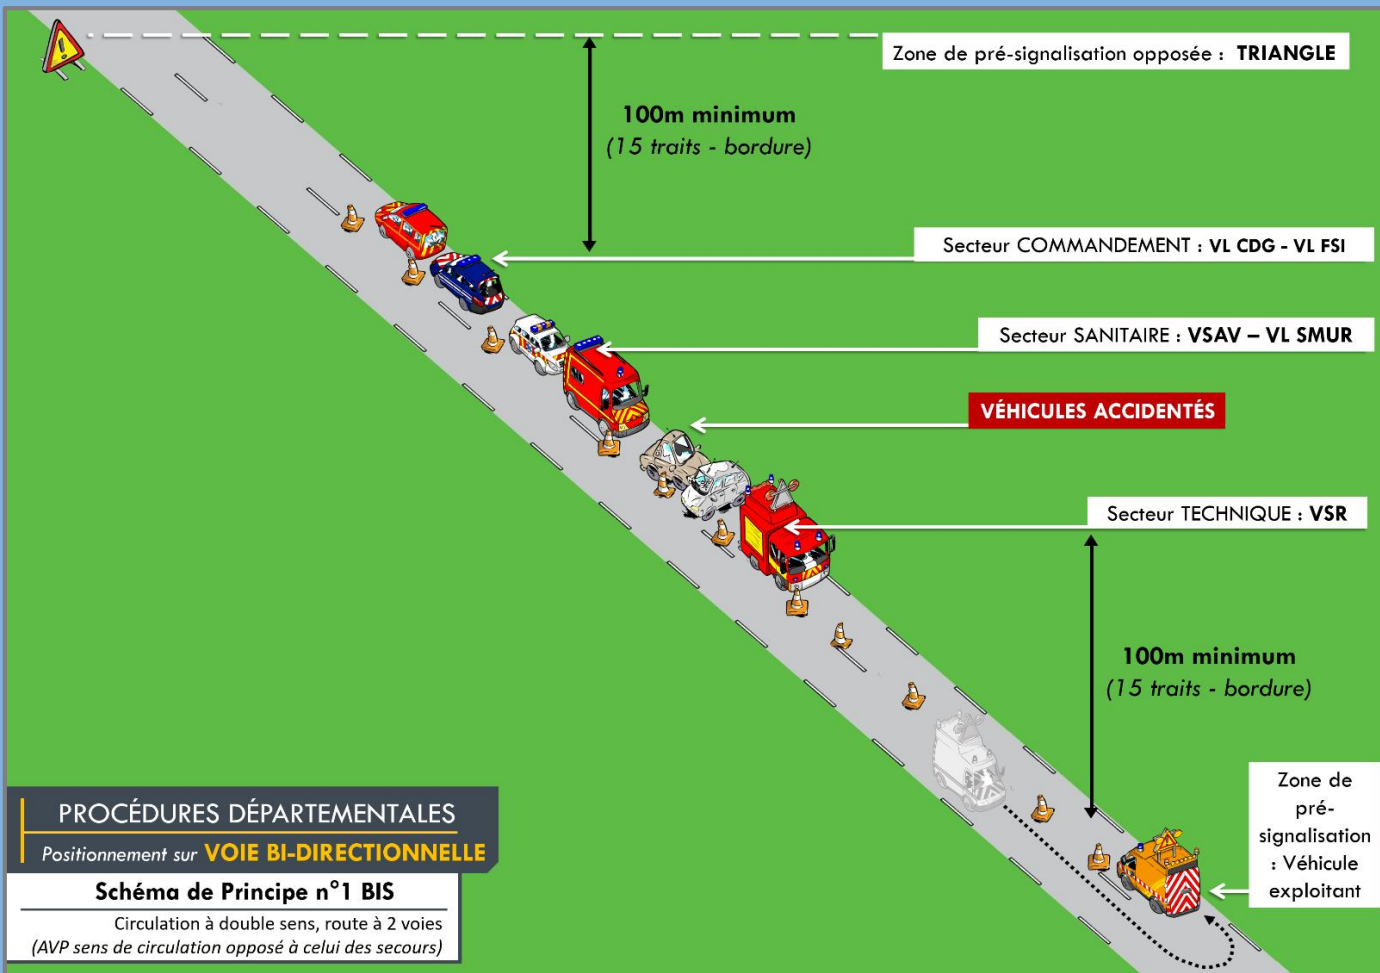 Zone de pré-signalisation opposée : TRIANGLE
100m minimum
(15 traits - bordure)
Secteur COMMANDEMENT : VL CDG - VL FSI
Secteur SANITAIRE : VSAV – VL SMUR
VÉHICULES ACCIDENTÉS
Secteur TECHNIQUE : VSR
100m minimum
(15 traits - bordure)
Zone de
pré-
signalisation
: Véhicule
exploitant
PROCÉDURES DÉPARTEMENTALES
Positionnement sur VOIE BI-DIRECTIONNELLE
Schéma de Principe n°1 BIS
Circulation à double sens, route à 2 voies
(AVP sens de circulation opposé à celui des secours)